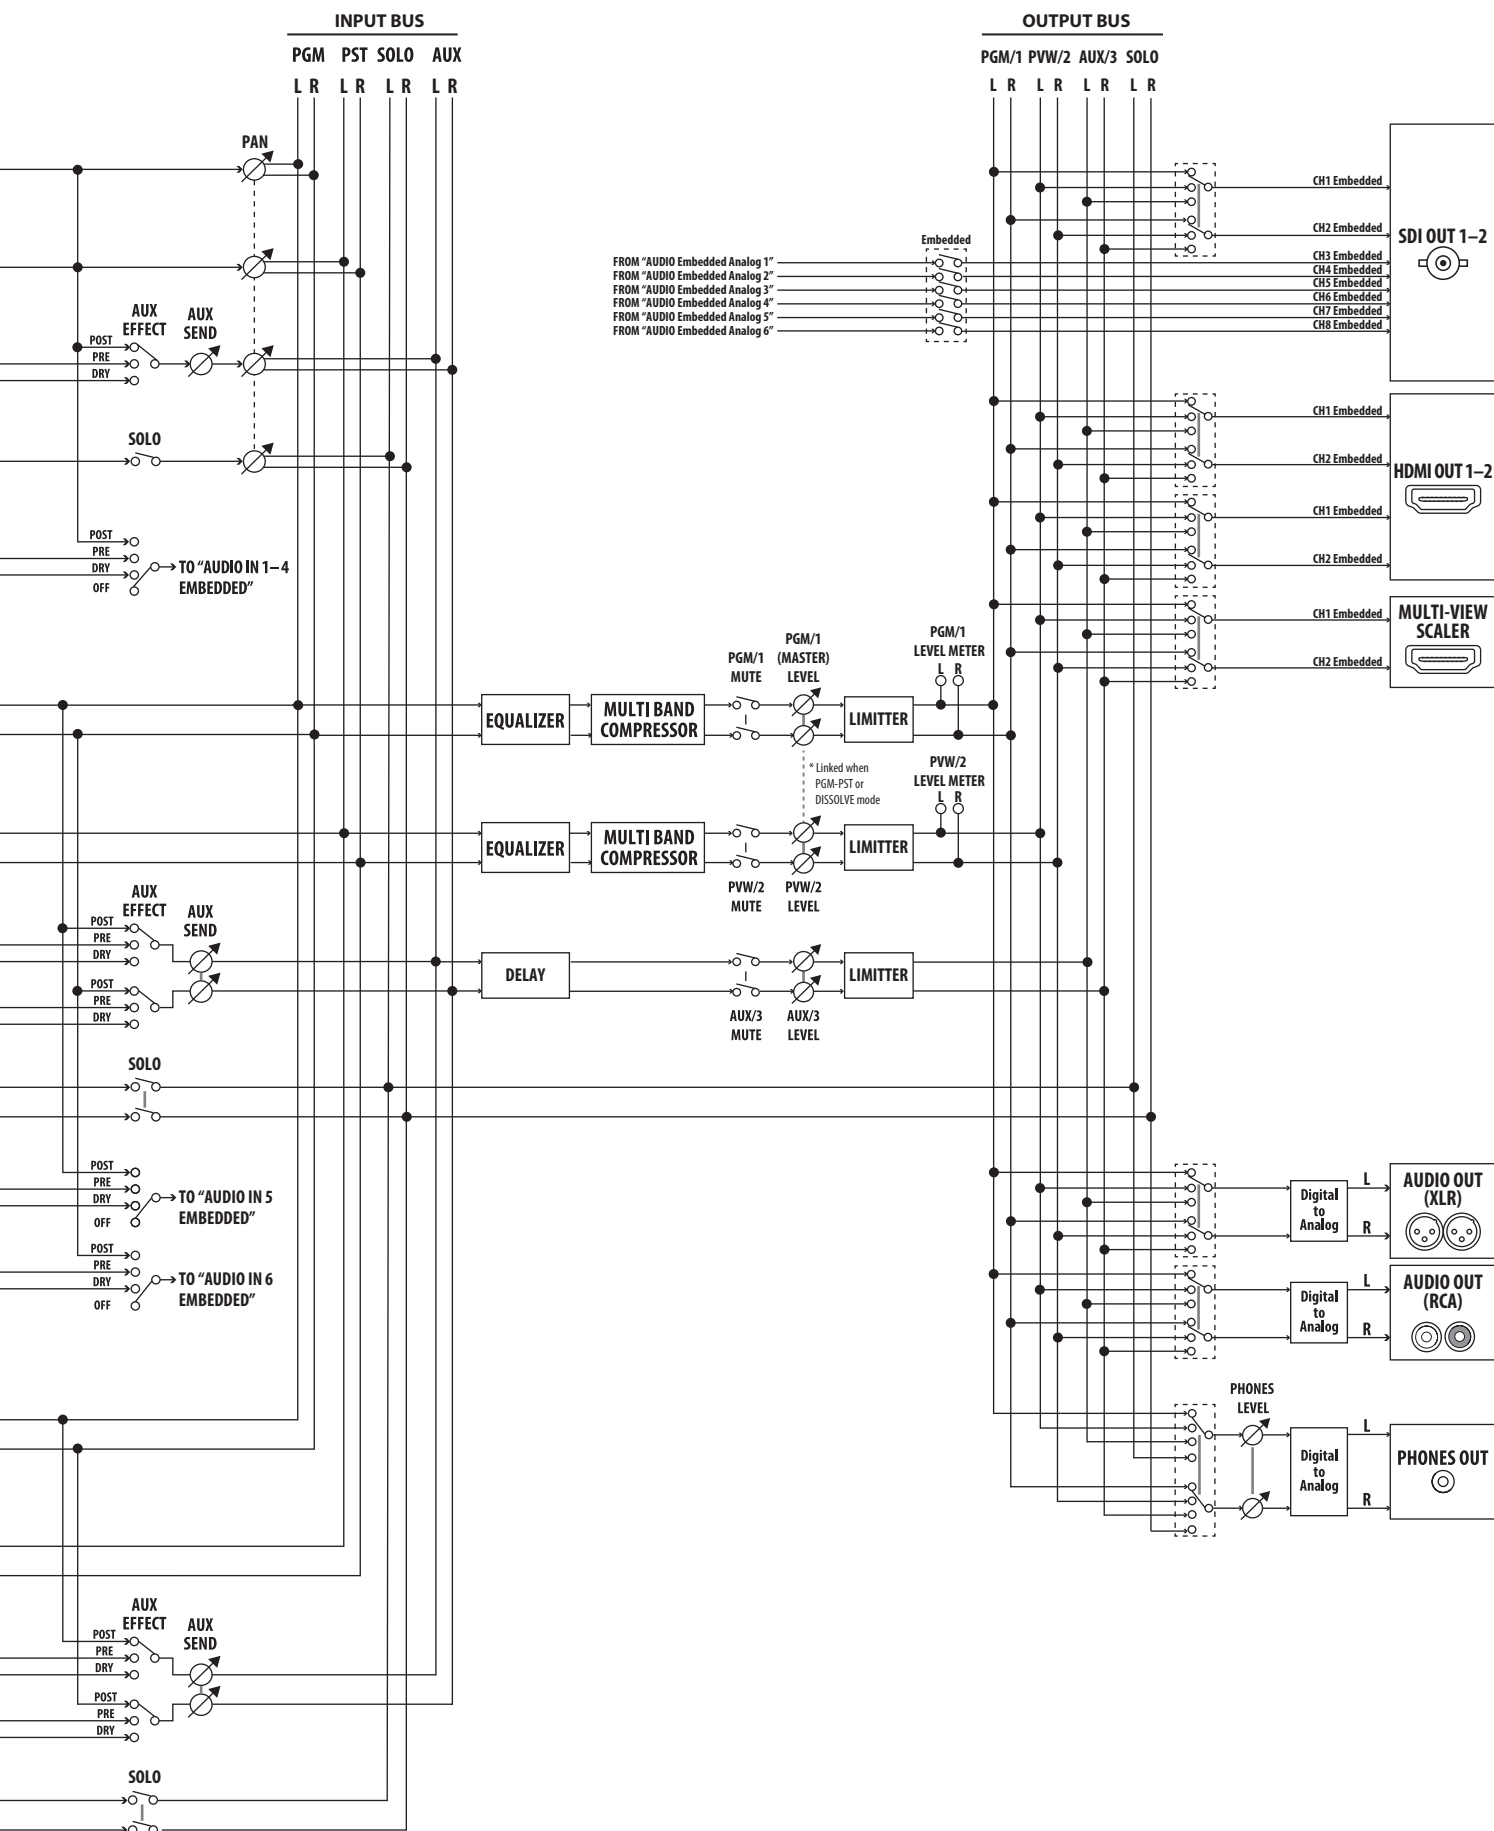 INPUT BUS
PGM PST SOLO AUX
L R L R L R L R
OUTPUT BUS
PGM/1 PVW/2 AUX/3 SOLO
L R L R L R L R
PAN
AUX
EFFECT
AUX
SEND
POST
PRE
DRY
SOLO
POST
PRE
DRY
OFF
TO “AUDIO IN 1–4
EMBEDDED”
Embedded
FROM “AUDIO Embedded Analog 1”
FROM “AUDIO Embedded Analog 2”
FROM “AUDIO Embedded Analog 3”
FROM “AUDIO Embedded Analog 4”
FROM “AUDIO Embedded Analog 5”
FROM “AUDIO Embedded Analog 6”
CH1 Embedded
CH2 Embedded
CH3 Embedded
CH4 Embedded
CH5 Embedded
CH6 Embedded
CH7 Embedded
CH8 Embedded
SDI OUT 1–2
CH1 Embedded
CH2 Embedded
CH1 Embedded
CH2 Embedded
HDMI OUT 1–2
CH1 Embedded
CH2 Embedded
MULTI-VIEW
SCALER
EQUALIZER
MULTI BAND
COMPRESSOR
PGM/1
MUTE
PGM/1
(MASTER)
LEVEL
LIMITTER
PGM/1
LEVEL METER
L R
* Linked when
PGM-PST or
DISSOLVE mode
PVW/2
LEVEL METER
L R
EQUALIZER
MULTI BAND
COMPRESSOR
LIMITTER
PVW/2
MUTE
PVW/2
LEVEL
AUX
EFFECT
AUX
SEND
POST
PRE
DRY
POST
PRE
DRY
DELAY
LIMITTER
AUX/3
MUTE
AUX/3
LEVEL
SOLO
POST
PRE
DRY
OFF
TO “AUDIO IN 5
EMBEDDED”
POST
PRE
DRY
OFF
TO “AUDIO IN 6
EMBEDDED”
Digital
to
Analog
L
R
AUDIO OUT
(XLR)
Digital
to
Analog
L
R
AUDIO OUT
(RCA)
PHONES
LEVEL
Digital
to
Analog
L
R
PHONES OUT
AUX
EFFECT
AUX
SEND
POST
PRE
DRY
POST
PRE
DRY
SOLO